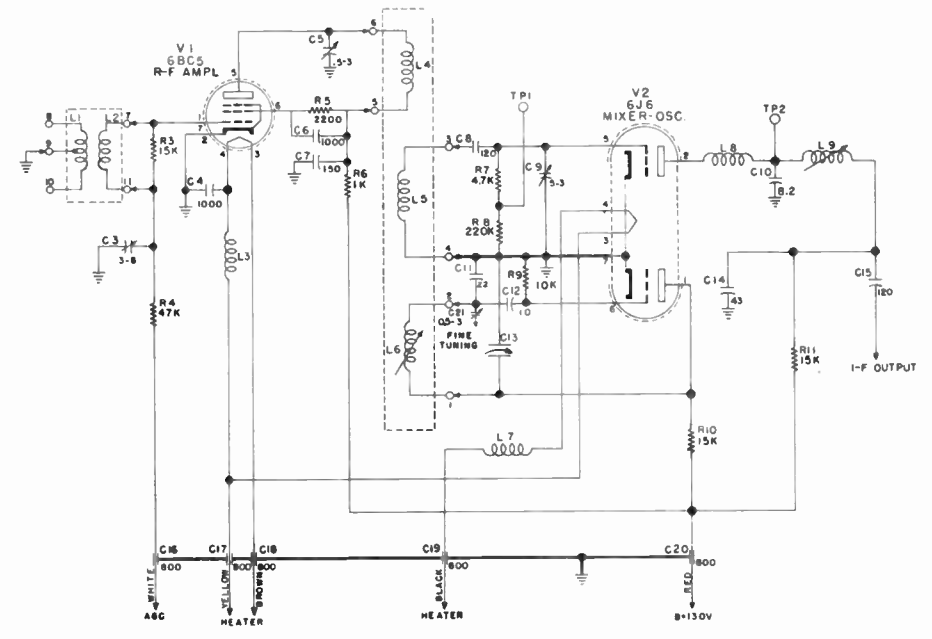 V1
6BC5
R-F AMPL.
C5
.5-3
6
L4
5
5
6
R5
2200
C6
1000
C7
150
R6
1K
8
L1
L2
7
9
10
11
R3
15K
1
7
2
4
3
C4
1000
C3
3-8
L3
R4
47K
TP1
V2
6J6
MIXER-OSC.
TP2
3
C8
120
R7
47K
C9
.5-3
5
2
L8
L9
C10
8.2
L5
R8
220K
4
3
7
4
C11
22
R9
10K
C12
10
2
C21
.05-3
FINE
TUNING
C13
6
1
L6
1
C14
43
C15
120
R11
15K
I-F OUTPUT
R10
15K
L7
C16
800
C17
800
C18
800
C19
800
C20
800
WHITE
YELLOW
BROWN
BLACK
RED
AGC
HEATER
HEATER
B+130V